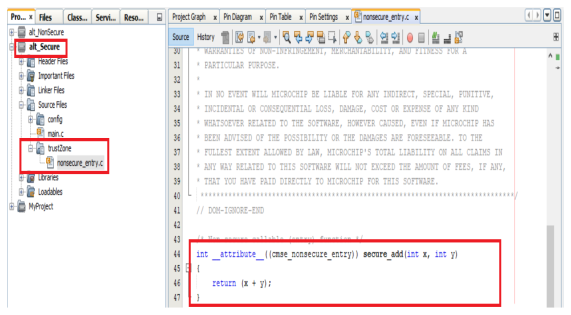 Pro... x Files Class... Servi... Reso...
Project Graph x Pin Diagram x Pin Table x Pin Settings x nonsecure_entry.c x
alt_NonSecure
alt_Secure
Header Files
Important Files
Linker Files
Source Files
config
main.c
trustZone
nonsecure_entry.c
Libraries
Loadables
MyProject
Source History
30 * WARRANTIES OF NON-INFRINGEMENT, MERCHANTABILITY, AND FITNESS FOR A
31 * PARTICULAR PURPOSE.
32 *
33 * IN NO EVENT WILL MICROCHIP BE LIABLE FOR ANY INDIRECT, SPECIAL, PUNITIVE,
34 * INCIDENTAL OR CONSEQUENTIAL LOSS, DAMAGE, COST OR EXPENSE OF ANY KIND
35 * WHATSOEVER RELATED TO THE SOFTWARE, HOWEVER CAUSED, EVEN IF MICROCHIP HAS
36 * BEEN ADVISED OF THE POSSIBILITY OR THE DAMAGES ARE FORESEEABLE. TO THE
37 * FULLEST EXTENT ALLOWED BY LAW, MICROCHIP'S TOTAL LIABILITY ON ALL CLAIMS IN
38 * ANY WAY RELATED TO THIS SOFTWARE WILL NOT EXCEED THE AMOUNT OF FEES, IF ANY,
39 * THAT YOU HAVE PAID DIRECTLY TO MICROCHIP FOR THIS SOFTWARE.
40 *******************************************************************************/
41 // DOM-IGNORE-END
42
43 /* Non-secure callable (entry) function */
44 int __attribute__((cmse_nonsecure_entry)) secure_add(int x, int y)
45 {
46 return (x + y);
47 }